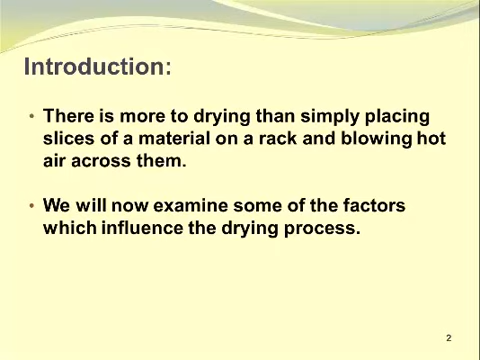 Introduction:
• There is more to drying than simply placing
slices of a material on a rack and blowing hot
air across them.
• We will now examine some of the factors
which influence the drying process.
2